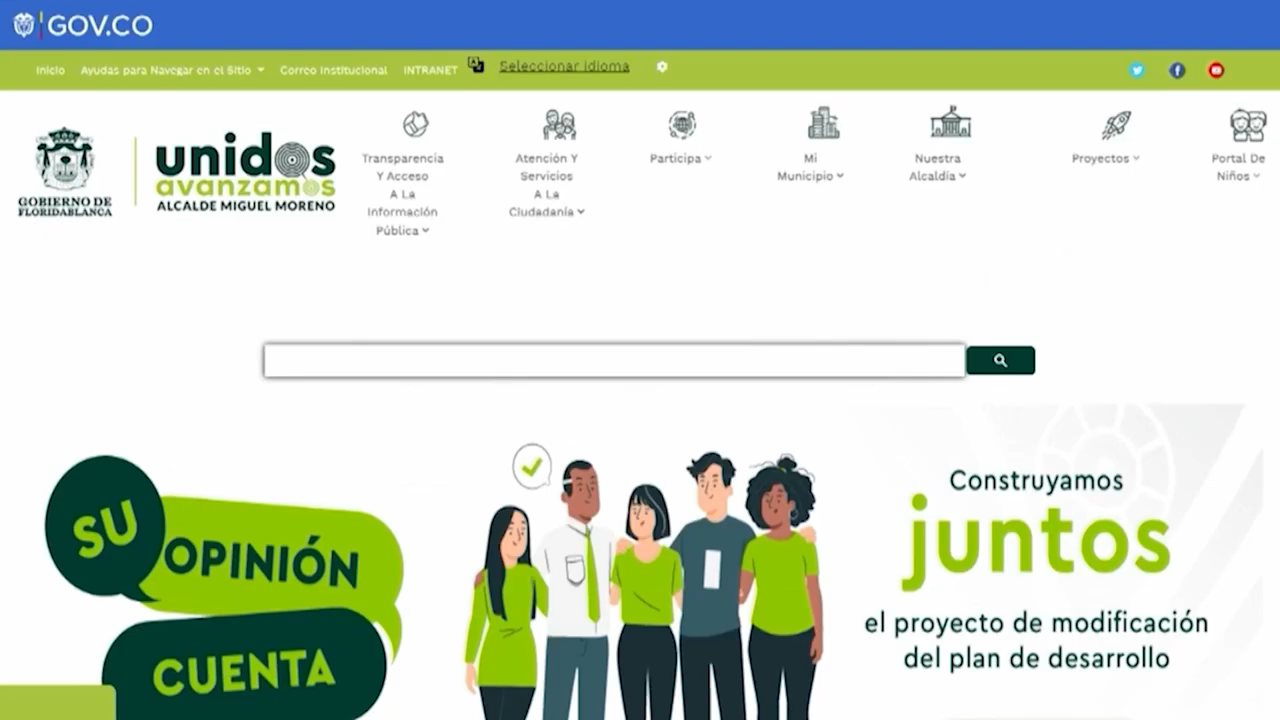 GOV.CO
Inicio
Ayudas para Navegar en el Sitio
Correo Institucional
INTRANET
Seleccionar idioma
GOBIERNO DE
FLORIDABLANCA
unidos
avanzamos
ALCALDE MIGUEL MORENO
Transparencia
Y Acceso
A La
Información
Pública
Atención Y
Servicios
A La
Ciudadanía
Participa
Mi
Municipio
Nuestra
Alcaldía
Proyectos
Portal De
Niños
SU
OPINIÓN
CUENTA
Construyamos
juntos
el proyecto de modificación
del plan de desarrollo